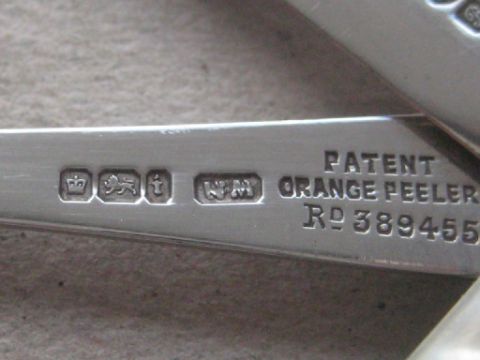 t N.M
PATENT
ORANGE PEELER
RD 389455